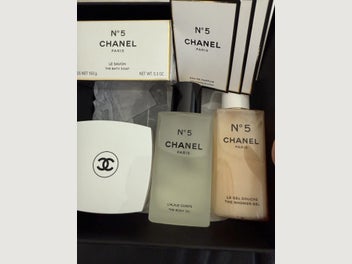 N°5
CHANEL
PARIS
LE SAVON
THE BATH SOAP
NET WT. 5.3 OZ.
N°5
CHANEL
PARIS
EAU DE PARFUM
N°5
CHANEL
PARIS
L'HUILE CORPS
THE BODY OIL
N°5
CHANEL
PARIS
LE GEL DOUCHE
THE SHOWER GEL